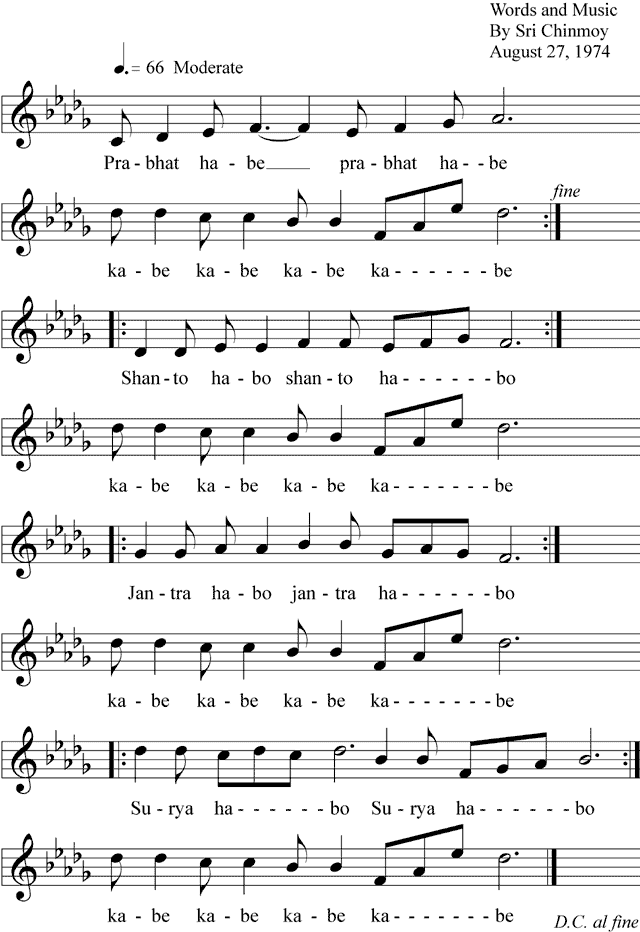 Words and Music
By Sri Chinmoy
August 27, 1974
♩. = 66 Moderate
Pra - bhat ha - be____ pra - bhat ha - be
fine
ka - be ka - be ka - be ka - - - - - - be
Shan - to ha - bo shan - to ha - - - - - - bo
ka - be ka - be ka - be ka - - - - - - - be
Jan - tra ha - bo jan - tra ha - - - - - - bo
ka - be ka - be ka - be ka - - - - - - - be
Su - rya ha - - - - - - bo Su - rya ha - - - - - - bo
ka - be ka - be ka - be ka - - - - - - - be
D.C. al fine